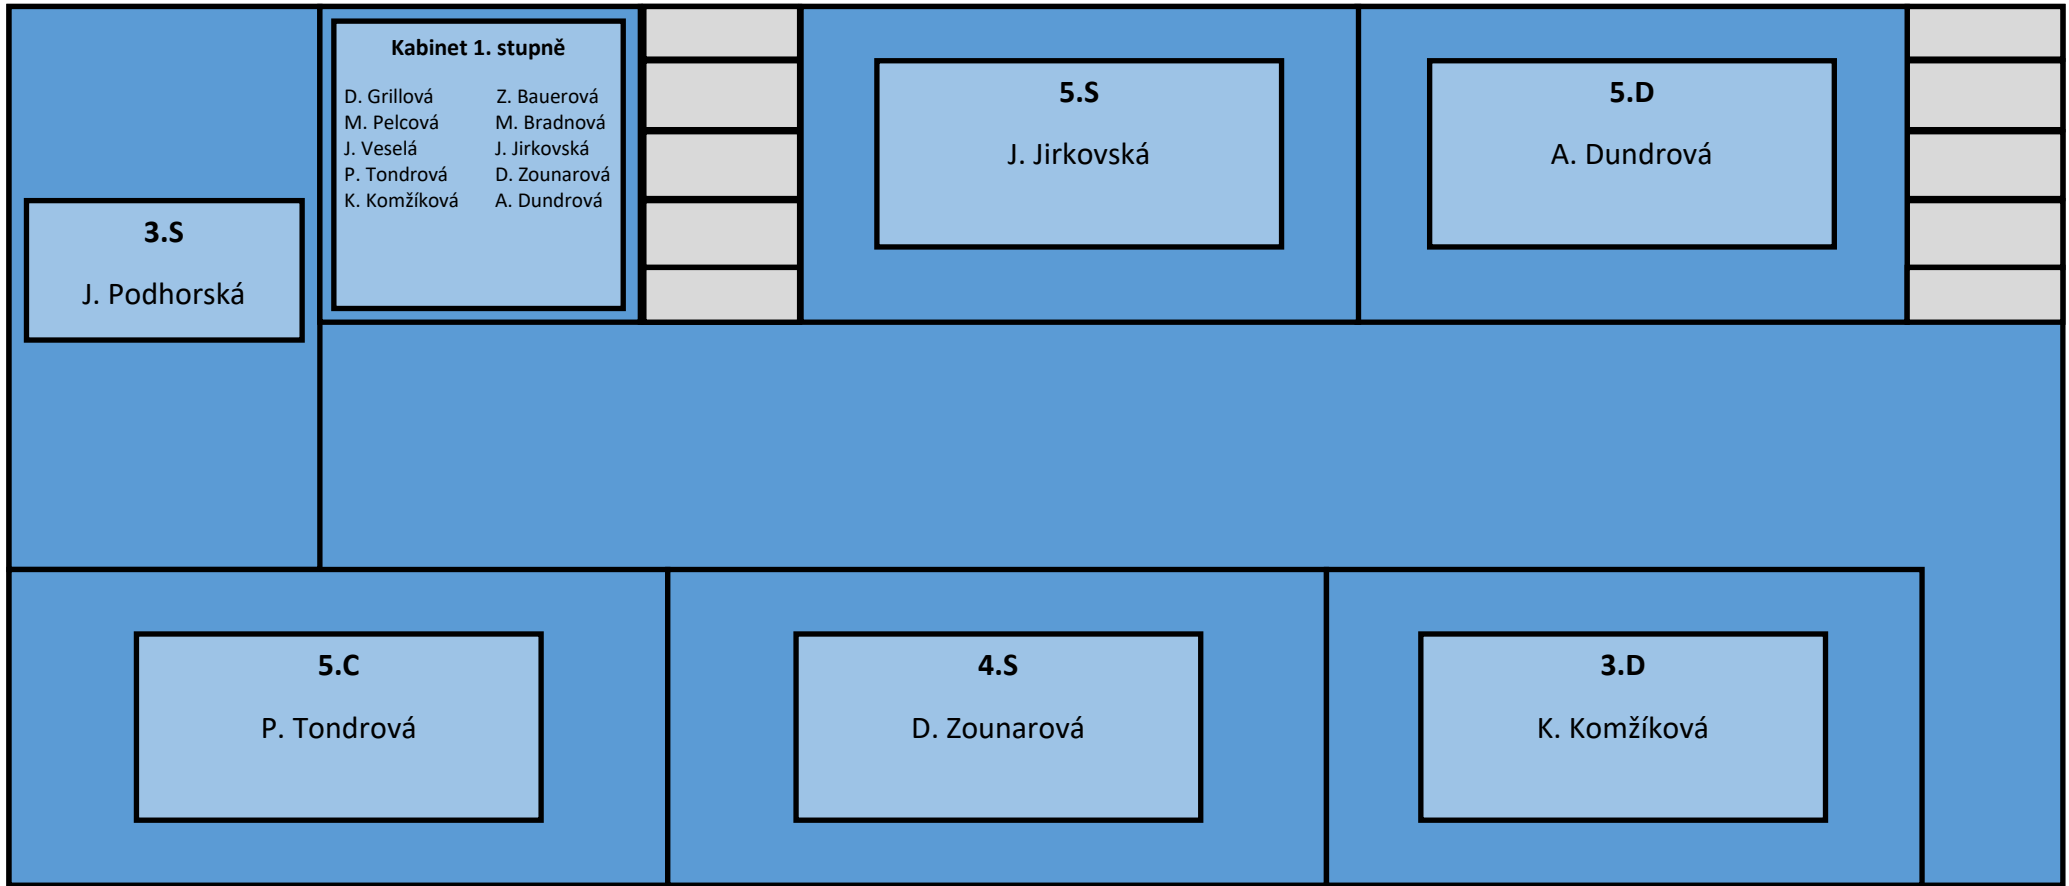 Kabinet 1. stupně
D. Grillová Z. Bauerová
M. Pelcová M. Bradnová
J. Veselá J. Jirkovská
P. Tondrová D. Zounarová
K. Komžíková A. Dundrová
5.S
J. Jirkovská
5.D
A. Dundrová
3.S
J. Podhorská
5.C
P. Tondrová
4.S
D. Zounarová
3.D
K. Komžíková